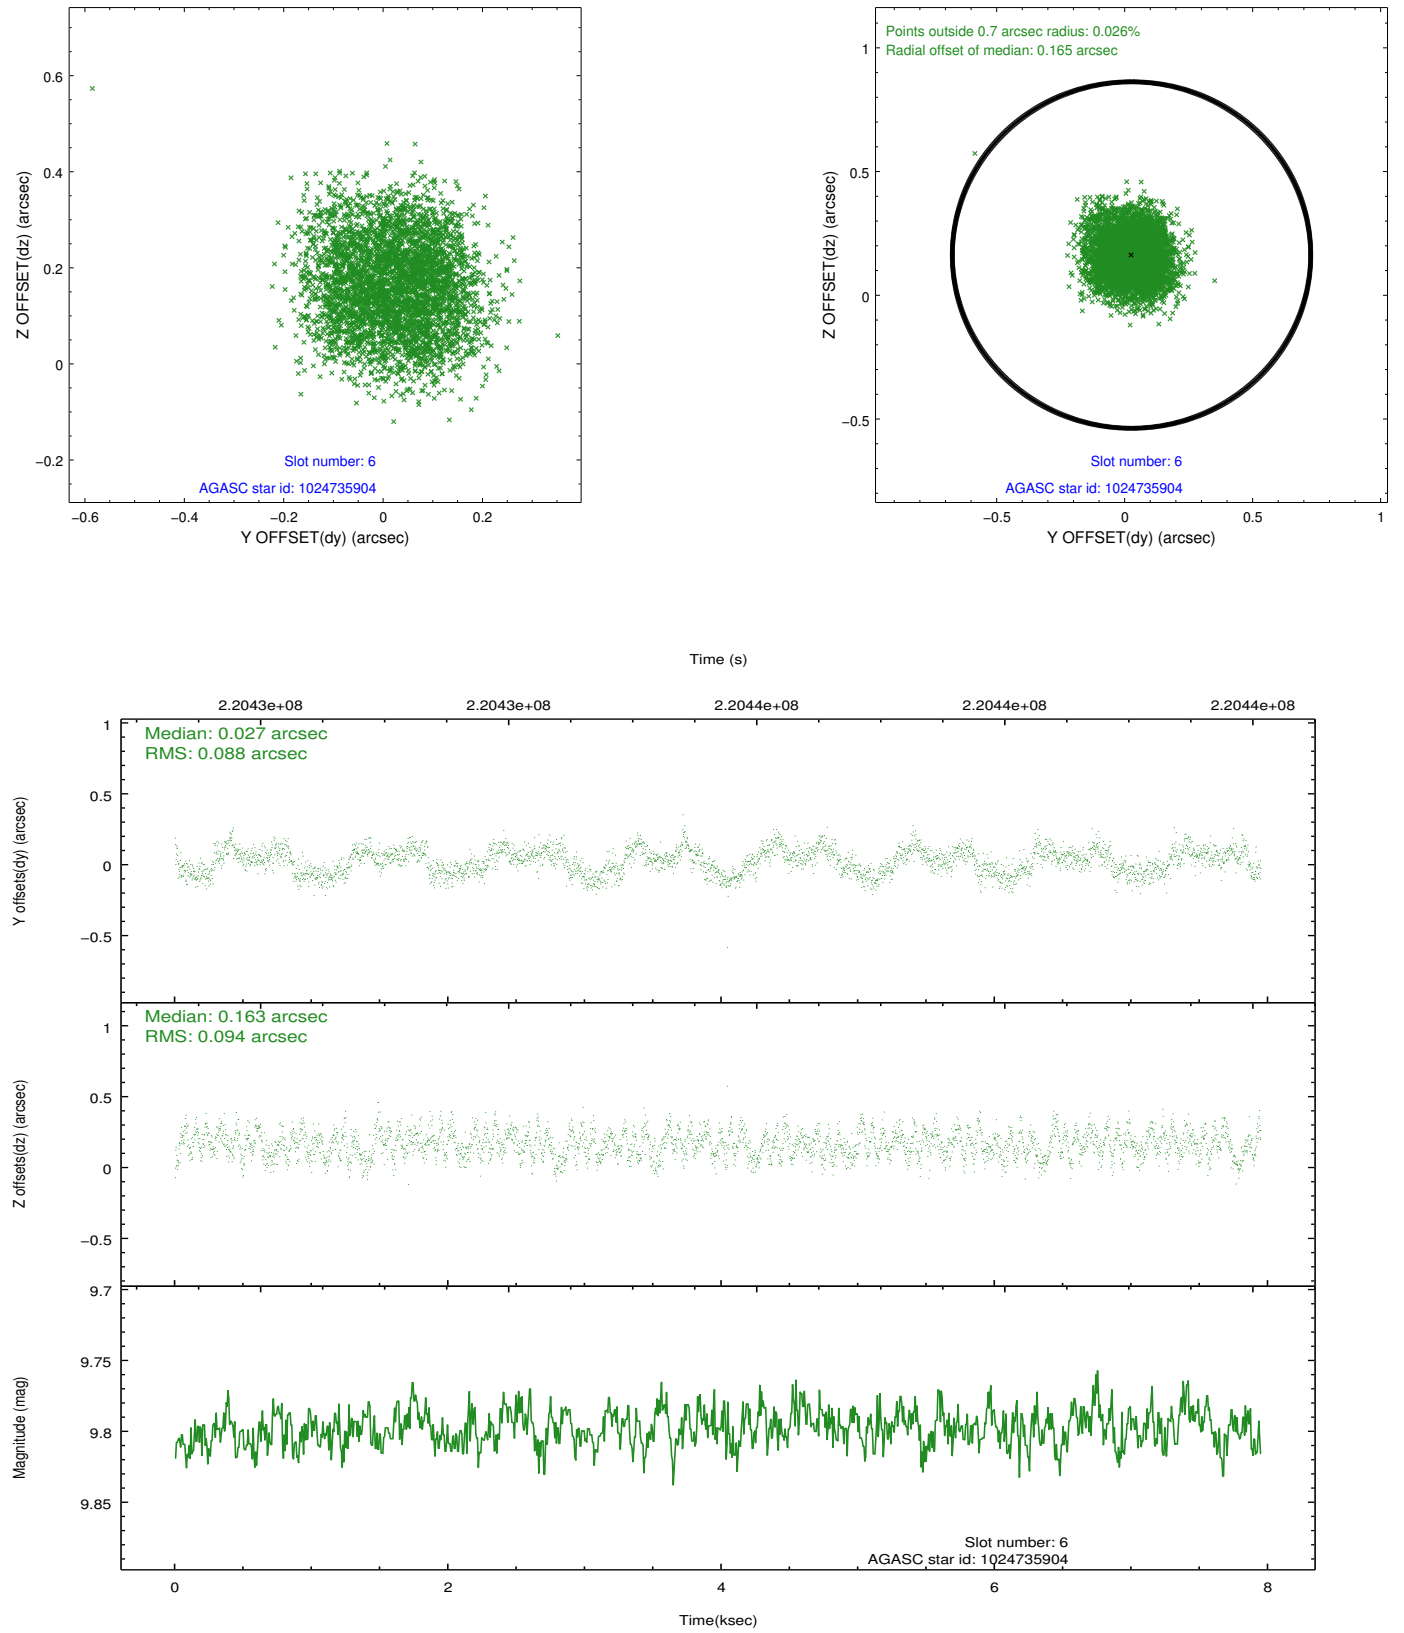 0.6
0.4
0.2
0
−0.2
Z OFFSET(dz) (arcsec)
Slot number: 6
AGASC star id: 1024735904
−0.6 −0.4 −0.2 0 0.2
Y OFFSET(dy) (arcsec)
Points outside 0.7 arcsec radius: 0.026%
Radial offset of median: 0.165 arcsec
1
0.5
0
−0.5
Z OFFSET(dz) (arcsec)
Slot number: 6
AGASC star id: 1024735904
−0.5 0 0.5 1
Y OFFSET(dy) (arcsec)
Time (s)
2.2043e+08 2.2043e+08 2.2044e+08 2.2044e+08 2.2044e+08
Median: 0.027 arcsec
RMS: 0.088 arcsec
1
0.5
0
−0.5
Y offsets(dy) (arcsec)
Median: 0.163 arcsec
RMS: 0.094 arcsec
1
0.5
0
−0.5
Z offsets(dz) (arcsec)
9.7
9.75
9.8
9.85
Magnitude (mag)
Slot number: 6
AGASC star id: 1024735904
0 2 4 6 8
Time(ksec)